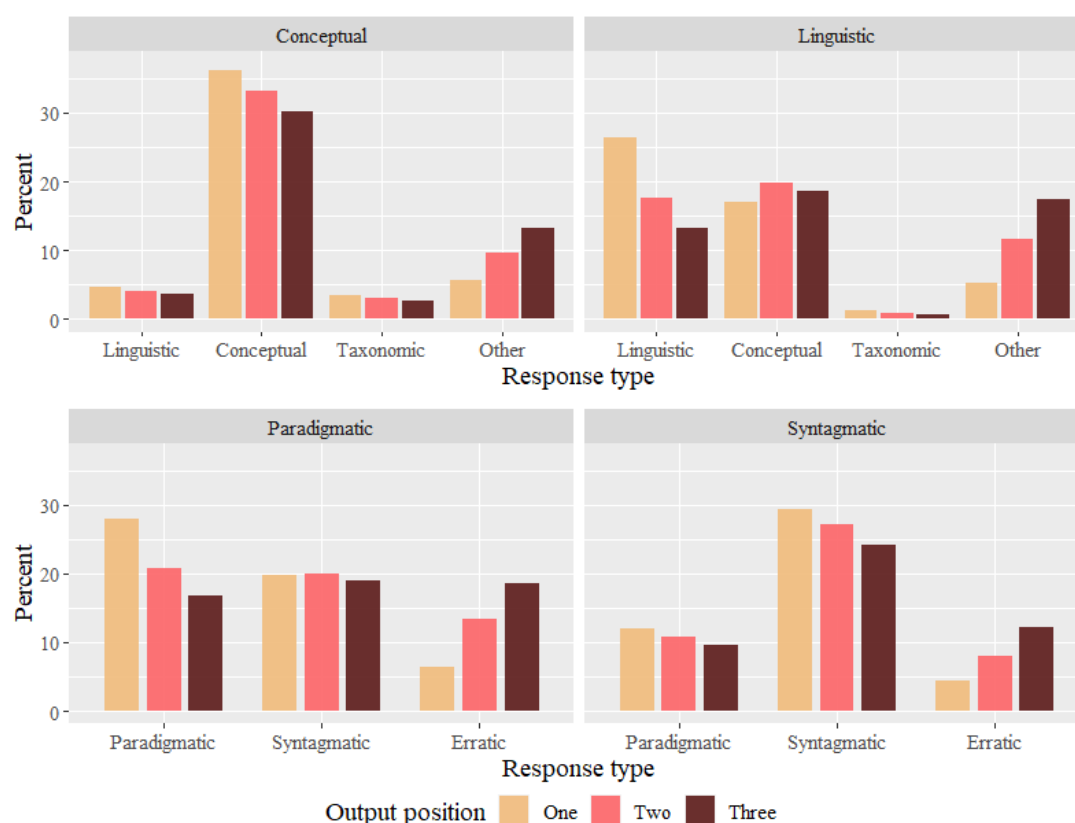 Conceptual Linguistic
30
20
10
0
Percent
Linguistic Conceptual Taxonomic Other Linguistic Conceptual Taxonomic Other
Response type
Paradigmatic Syntagmatic
30
20
10
0
Percent
Paradigmatic Syntagmatic Erratic Paradigmatic Syntagmatic Erratic
Response type
Output position One Two Three